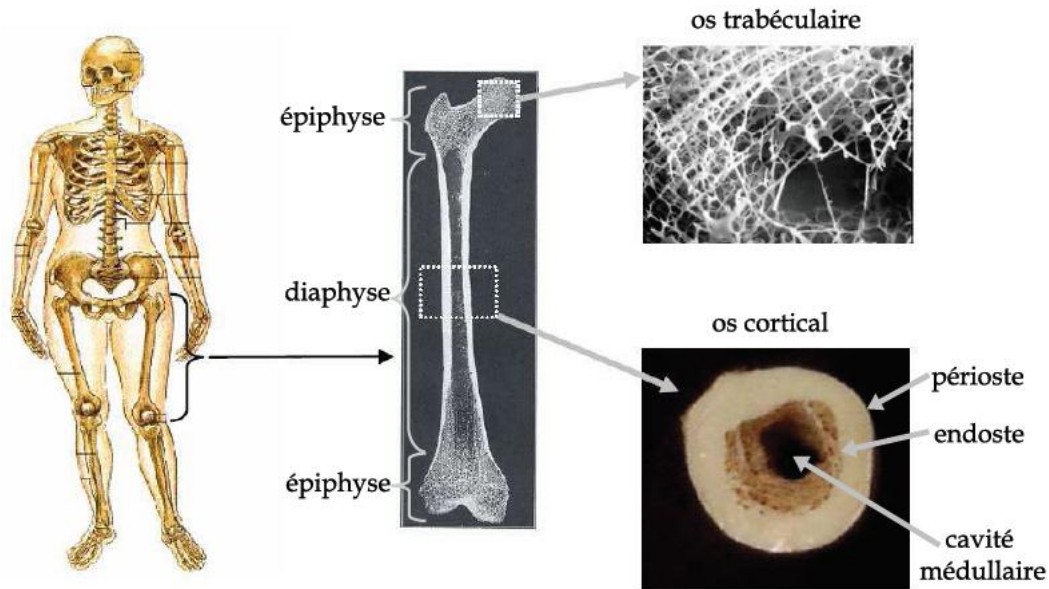 os trabéculaire
épiphyse
diaphyse
épiphyse
os cortical
périoste
endoste
cavité
médullaire